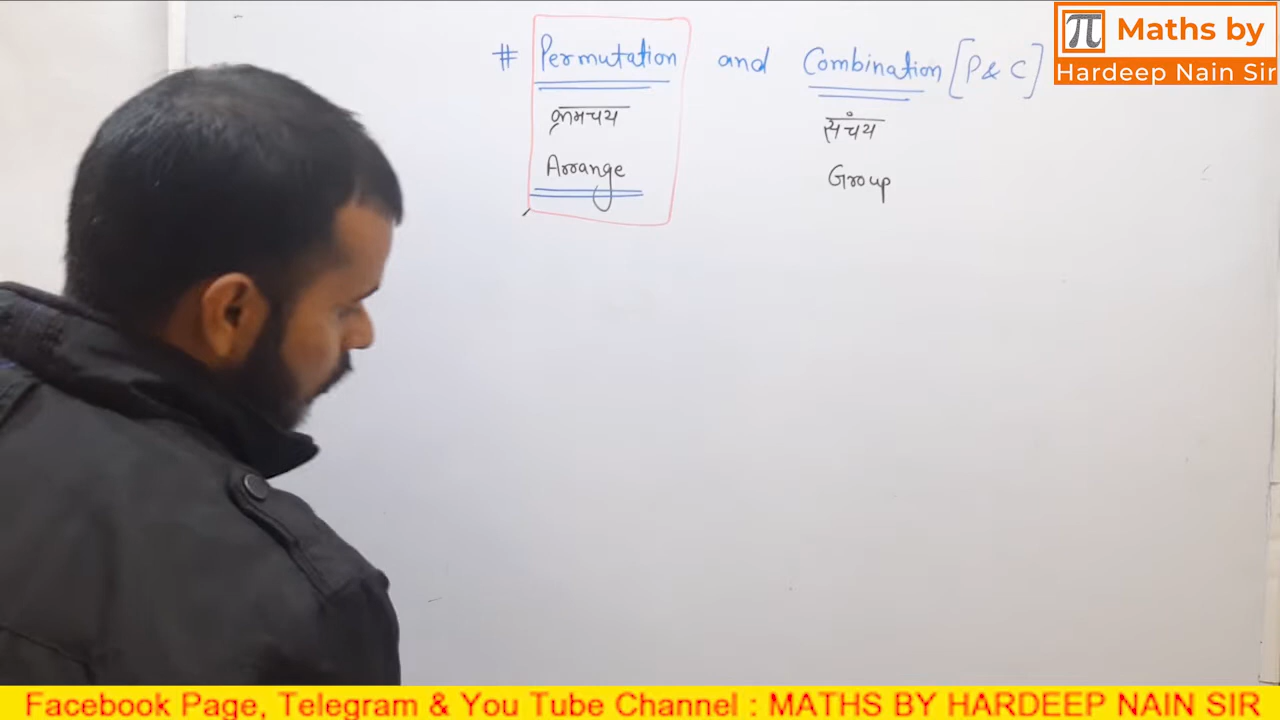 # Permutation and Combination [P & C]
क्रमचय संचय
Arrange Group
π Maths by
Hardeep Nain Sir
Facebook Page, Telegram & You Tube Channel : MATHS BY HARDEEP NAIN SIR